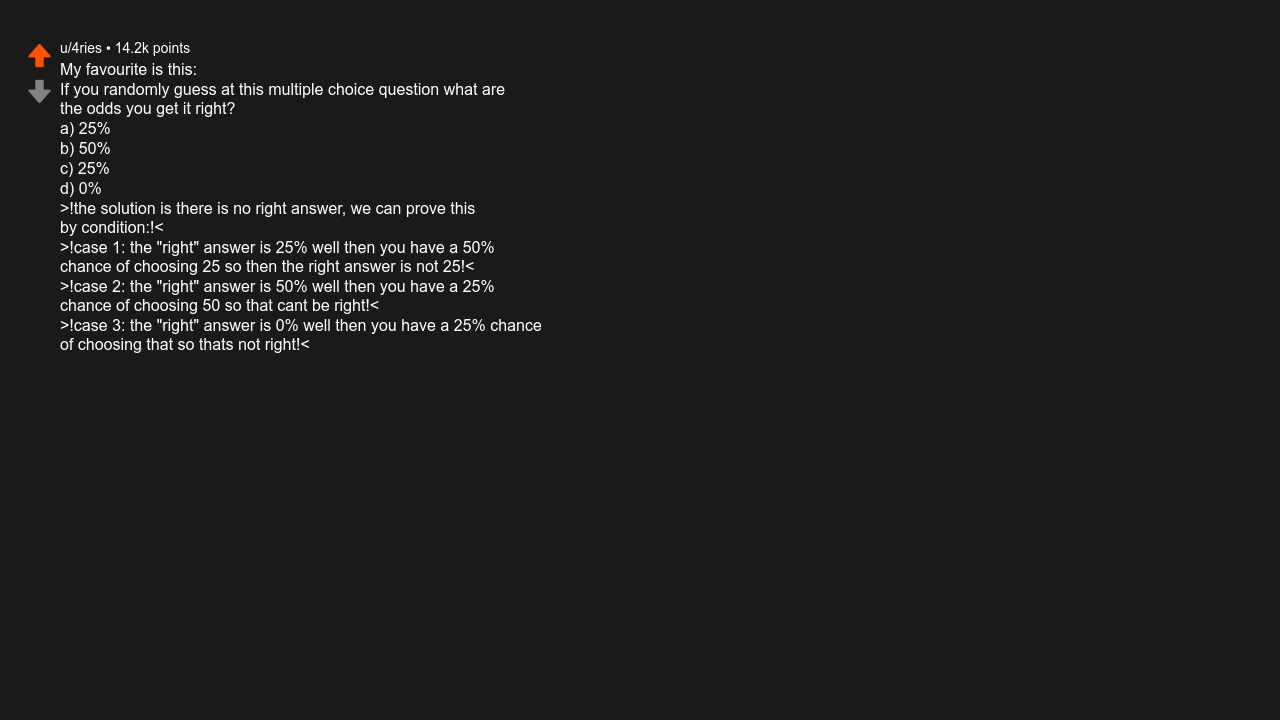 u/4ries • 14.2k points
My favourite is this:
If you randomly guess at this multiple choice question what are
the odds you get it right?
a) 25%
b) 50%
c) 25%
d) 0%
>!the solution is there is no right answer, we can prove this
by condition:!<
>!case 1: the "right" answer is 25% well then you have a 50%
chance of choosing 25 so then the right answer is not 25!<
>!case 2: the "right" answer is 50% well then you have a 25%
chance of choosing 50 so that cant be right!<
>!case 3: the "right" answer is 0% well then you have a 25% chance
of choosing that so thats not right!<